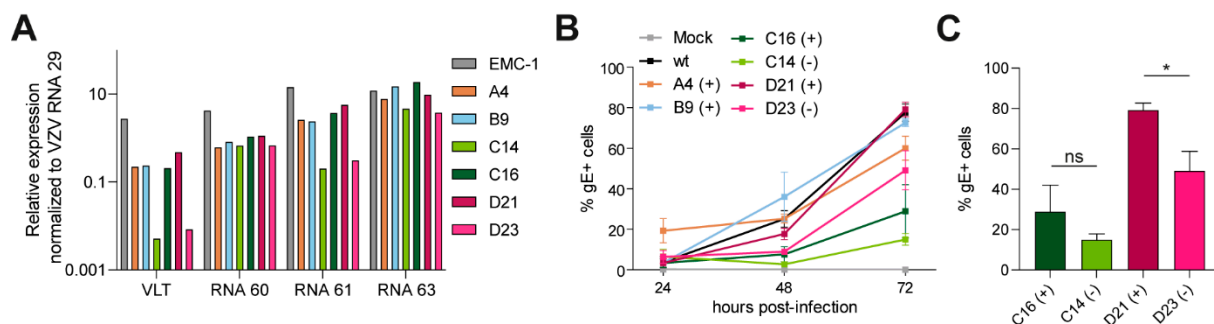 A
Relative expression
normalized to VZV RNA 29
10
0.1
0.001
VLT
RNA 60
RNA 61
RNA 63
EMC-1
A4
B9
C14
C16
D21
D23
B
Mock
wt
A4 (+)
B9 (+)
C16 (+)
C14 (-)
D21 (+)
D23 (-)
% gE+ cells
100
80
60
40
20
0
24
48
72
hours post-infection
C
% gE+ cells
100
80
60
40
20
0
ns
*
C16 (+)
C14 (-)
D21 (+)
D23 (-)